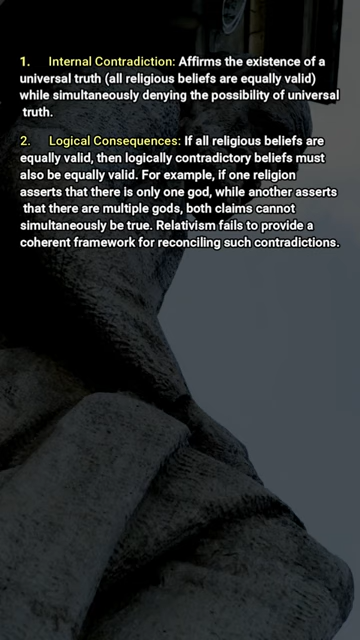 1. Internal Contradiction: Affirms the existence of a
universal truth (all religious beliefs are equally valid)
while simultaneously denying the possibility of universal
truth.
2. Logical Consequences: If all religious beliefs are
equally valid, then logically contradictory beliefs must
also be equally valid. For example, if one religion
asserts that there is only one god, while another asserts
that there are multiple gods, both claims cannot
simultaneously be true. Relativism fails to provide a
coherent framework for reconciling such contradictions.